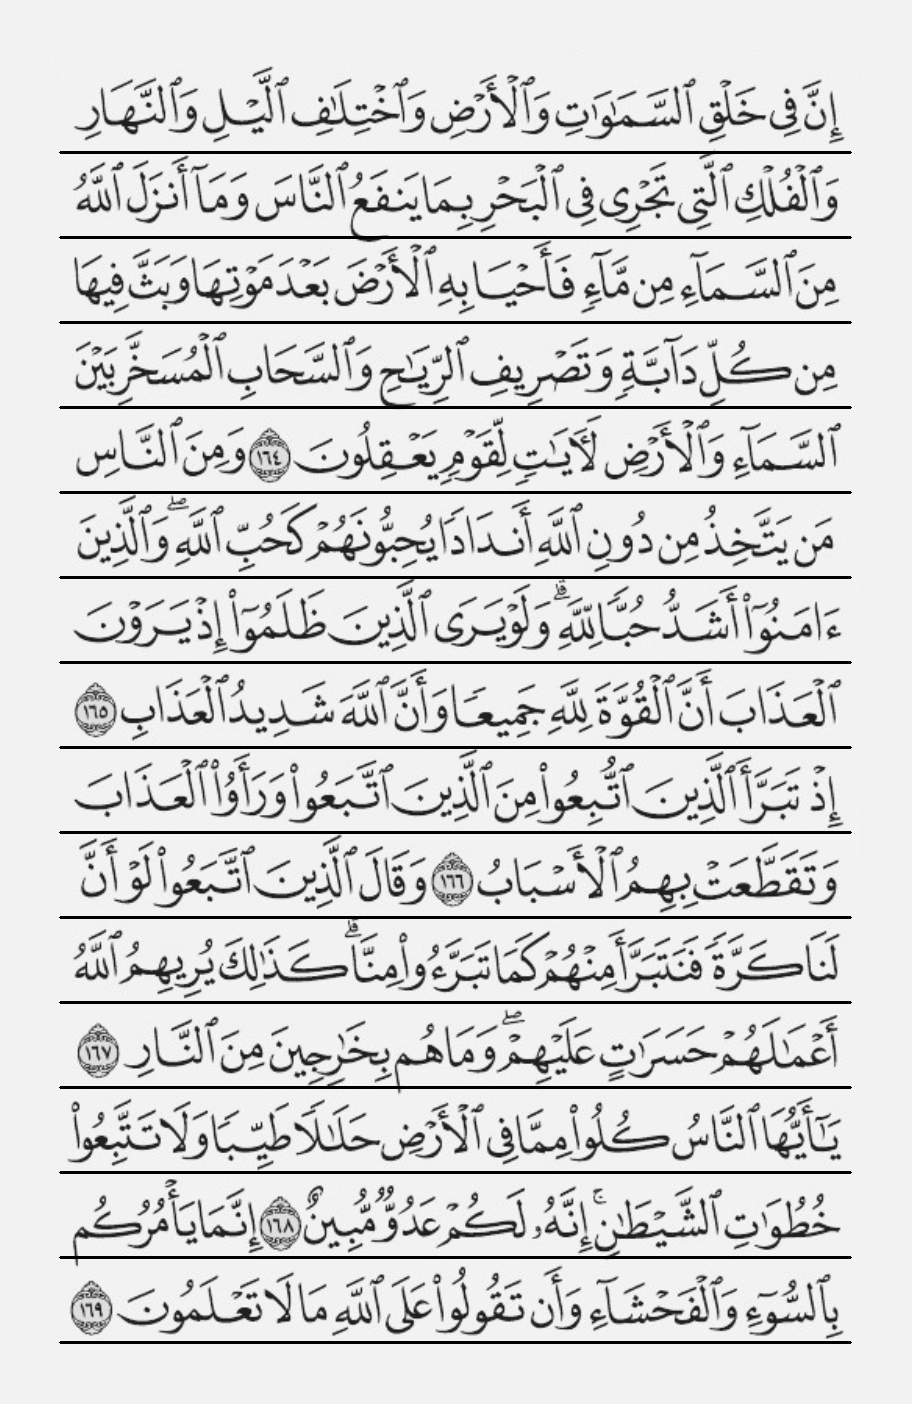 إِنَّ فِى خَلْقِ ٱلسَّمَـٰوَٰتِ وَٱلْأَرْضِ وَٱخْتِلَـٰفِ ٱلَّيْلِ وَٱلنَّهَارِ
وَٱلْفُلْكِ ٱلَّتِى تَجْرِى فِى ٱلْبَحْرِ بِمَا يَنفَعُ ٱلنَّاسَ وَمَآ أَنزَلَ ٱللَّهُ
مِنَ ٱلسَّمَآءِ مِن مَّآءٍ فَأَحْيَا بِهِ ٱلْأَرْضَ بَعْدَ مَوْتِهَا وَبَثَّ فِيهَا
مِن كُلِّ دَآبَّةٍ وَتَصْرِيفِ ٱلرِّيَـٰحِ وَٱلسَّحَابِ ٱلْمُسَخَّرِ بَيْنَ
ٱلسَّمَآءِ وَٱلْأَرْضِ لَـَٔايَـٰتٍ لِّقَوْمٍ يَعْقِلُونَ ١٦٤ وَمِنَ ٱلنَّاسِ
مَن يَتَّخِذُ مِن دُونِ ٱللَّهِ أَندَادًا يُحِبُّونَهُمْ كَحُبِّ ٱللَّهِ ۖ وَٱلَّذِينَ
ءَامَنُوٓا۟ أَشَدُّ حُبًّا لِّلَّهِ ۗ وَلَوْ يَرَى ٱلَّذِينَ ظَلَمُوٓا۟ إِذْ يَرَوْنَ
ٱلْعَذَابَ أَنَّ ٱلْقُوَّةَ لِلَّهِ جَمِيعًا وَأَنَّ ٱللَّهَ شَدِيدُ ٱلْعَذَابِ ١٦٥
إِذْ تَبَرَّأَ ٱلَّذِينَ ٱتُّبِعُوا۟ مِنَ ٱلَّذِينَ ٱتَّبَعُوا۟ وَرَأَوُا۟ ٱلْعَذَابَ
وَتَقَطَّعَتْ بِهِمُ ٱلْأَسْبَابُ ١٦٦ وَقَالَ ٱلَّذِينَ ٱتَّبَعُوا۟ لَوْ أَنَّ
لَنَا كَرَّةً فَنَتَبَرَّأَ مِنْهُمْ كَمَا تَبَرَّءُوا۟ مِنَّا ۗ كَذَٰلِكَ يُرِيهِمُ ٱللَّهُ
أَعْمَـٰلَهُمْ حَسَرَٰتٍ عَلَيْهِمْ ۖ وَمَا هُم بِخَـٰرِجِينَ مِنَ ٱلنَّارِ ١٦٧
يَـٰٓأَيُّهَا ٱلنَّاسُ كُلُوا۟ مِمَّا فِى ٱلْأَرْضِ حَلَـٰلًا طَيِّبًا وَلَا تَتَّبِعُوا۟
خُطُوَٰتِ ٱلشَّيْطَـٰنِ ۚ إِنَّهُۥ لَكُمْ عَدُوٌّ مُّبِينٌ ١٦٨ إِنَّمَا يَأْمُرُكُم
بِٱلسُّوٓءِ وَٱلْفَحْشَآءِ وَأَن تَقُولُوا۟ عَلَى ٱللَّهِ مَا لَا تَعْلَمُونَ ١٦٩